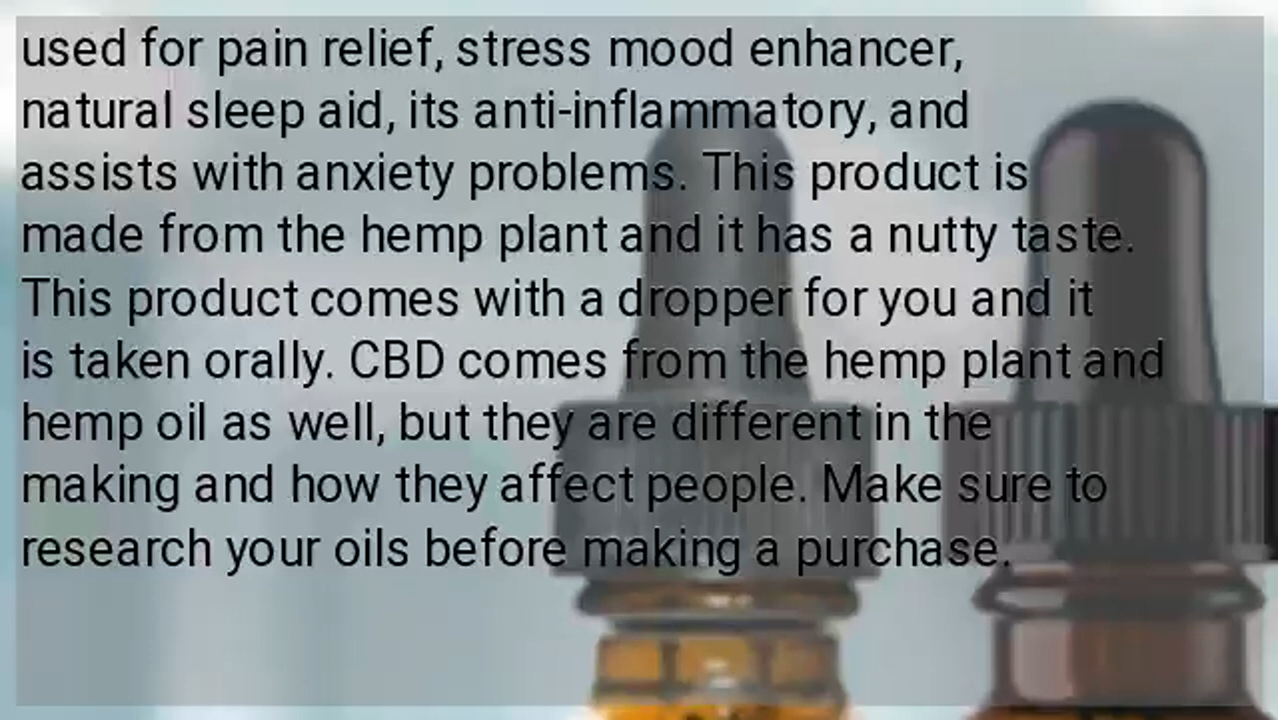 used for pain relief, stress mood enhancer,
natural sleep aid, its anti-inflammatory, and
assists with anxiety problems. This product is
made from the hemp plant and it has a nutty taste.
This product comes with a dropper for you and it
is taken orally. CBD comes from the hemp plant and
hemp oil as well, but they are different in the
making and how they affect people. Make sure to
research your oils before making a purchase.